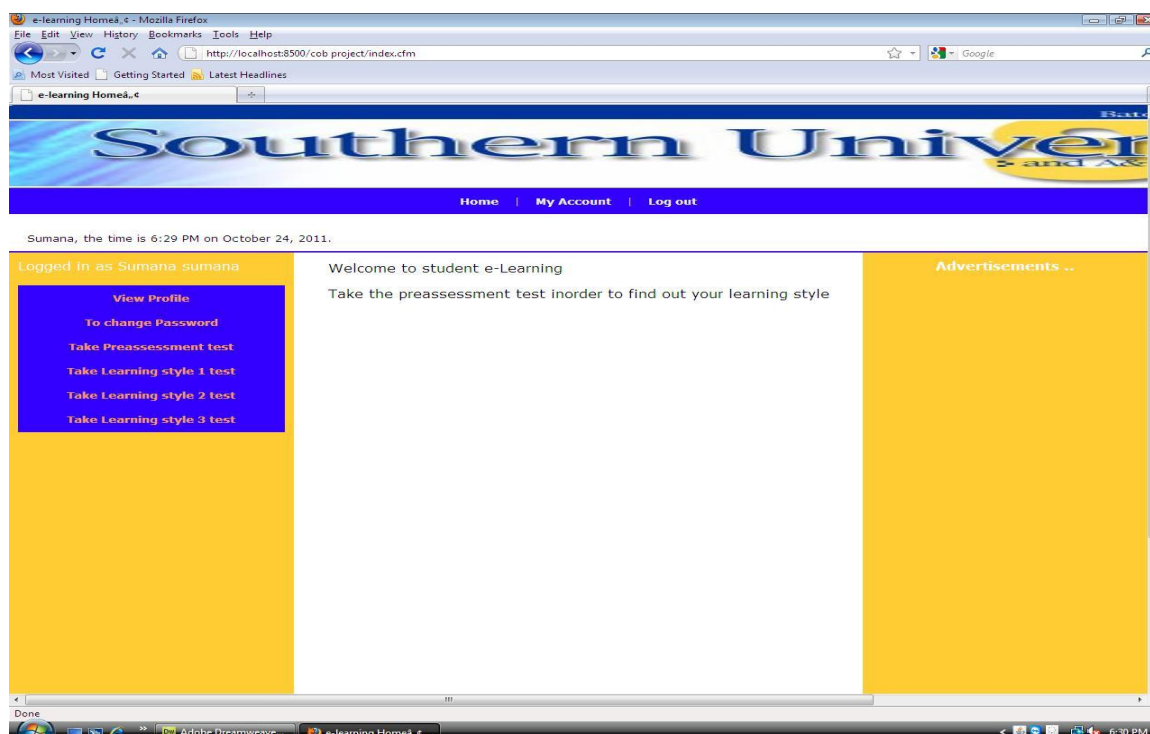 e-learning Homeâ„¢ - Mozilla Firefox
File Edit View History Bookmarks Tools Help
http://localhost:8500/cob project/index.cfm
Google
Most Visited Getting Started Latest Headlines
e-learning Homeâ„¢
Southern Univer
and A&
Home | My Account | Log out
Sumana, the time is 6:29 PM on October 24, 2011.
Logged in as Sumana sumana
View Profile
To change Password
Take Preassessment test
Take Learning style 1 test
Take Learning style 2 test
Take Learning style 3 test
Welcome to student e-Learning
Take the preassessment test inorder to find out your learning style
Advertisements ..
Done
Adobe Dreamweave...
e-learning Homeâ„¢
6:30 PM